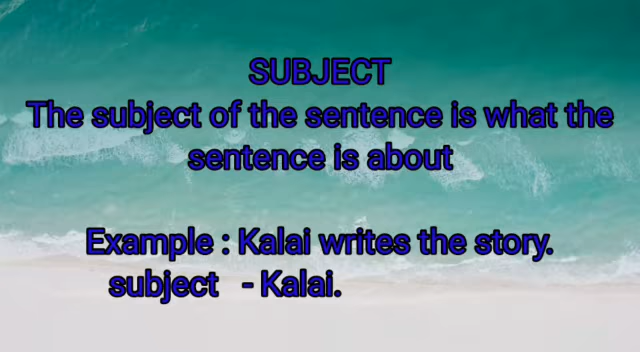 SUBJECT
The subject of the sentence is what the
sentence is about
Example : Kalai writes the story.
subject - Kalai.